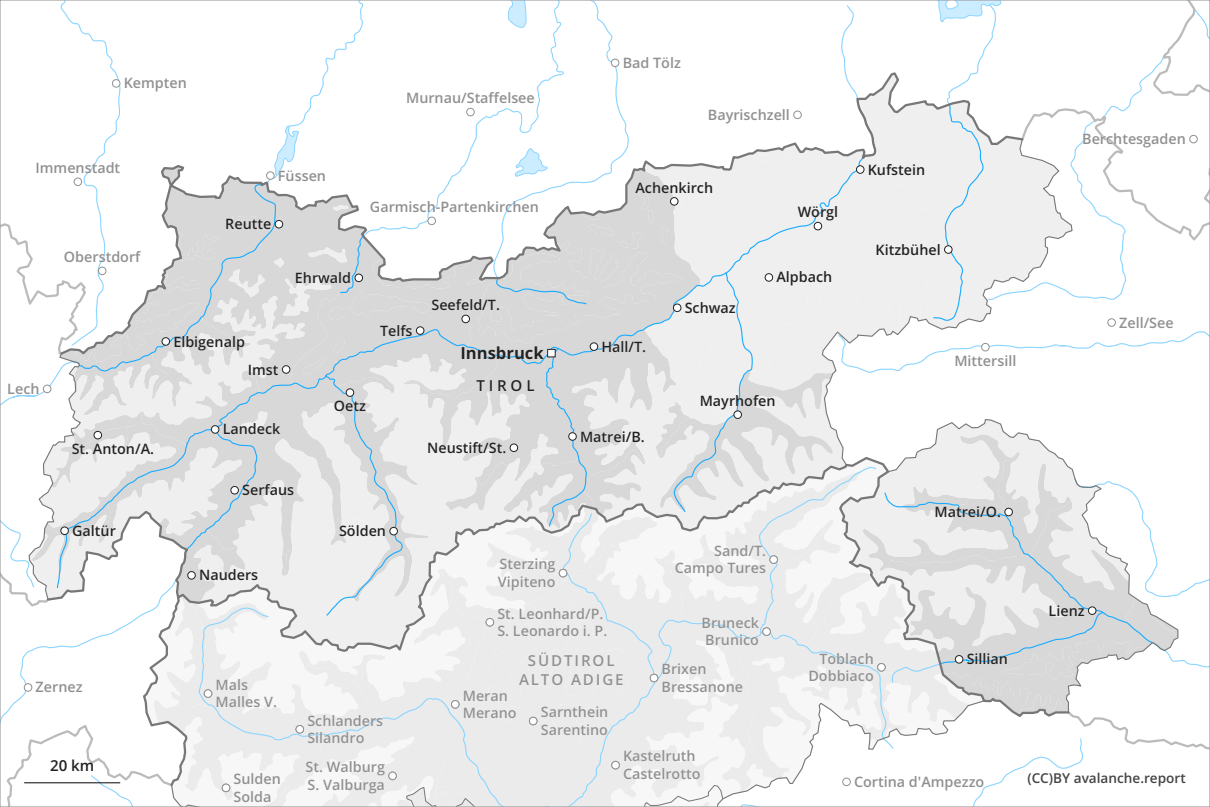 Kempten
Bad Tölz
Murnau/Staffelsee
Bayrischzell
Berchtesgaden
Immenstadt
Füssen
Kufstein
Achenkirch
Garmisch-Partenkirchen
Wörgl
Reutte
Kitzbühel
Oberstdorf
Ehrwald
Alpbach
Seefeld/T.
Schwaz
Zell/See
Telfs
Elbigenalp
Innsbruck
Hall/T.
Mittersill
Imst
TIROL
Lech
Oetz
Mayrhofen
Landeck
Matrei/B.
St. Anton/A.
Neustift/St.
Serfaus
Matrei/O.
Galtür
Sölden
Sand/T.
Campo Tures
Sterzing
Vipiteno
Nauders
Lienz
St. Leonhard/P.
S. Leonardo i. P.
Bruneck
Brunico
SÜDTIROL
ALTO ADIGE
Toblach
Dobbiaco
Sillian
Brixen
Bressanone
Zernez
Mals
Malles V.
Meran
Merano
Sarnthein
Sarentino
Schlanders
Silandro
Kastelruth
Castelrotto
St. Walburg
S. Valburga
20 km
Sulden
Solda
Cortina d'Ampezzo
(CC)BY avalanche.report